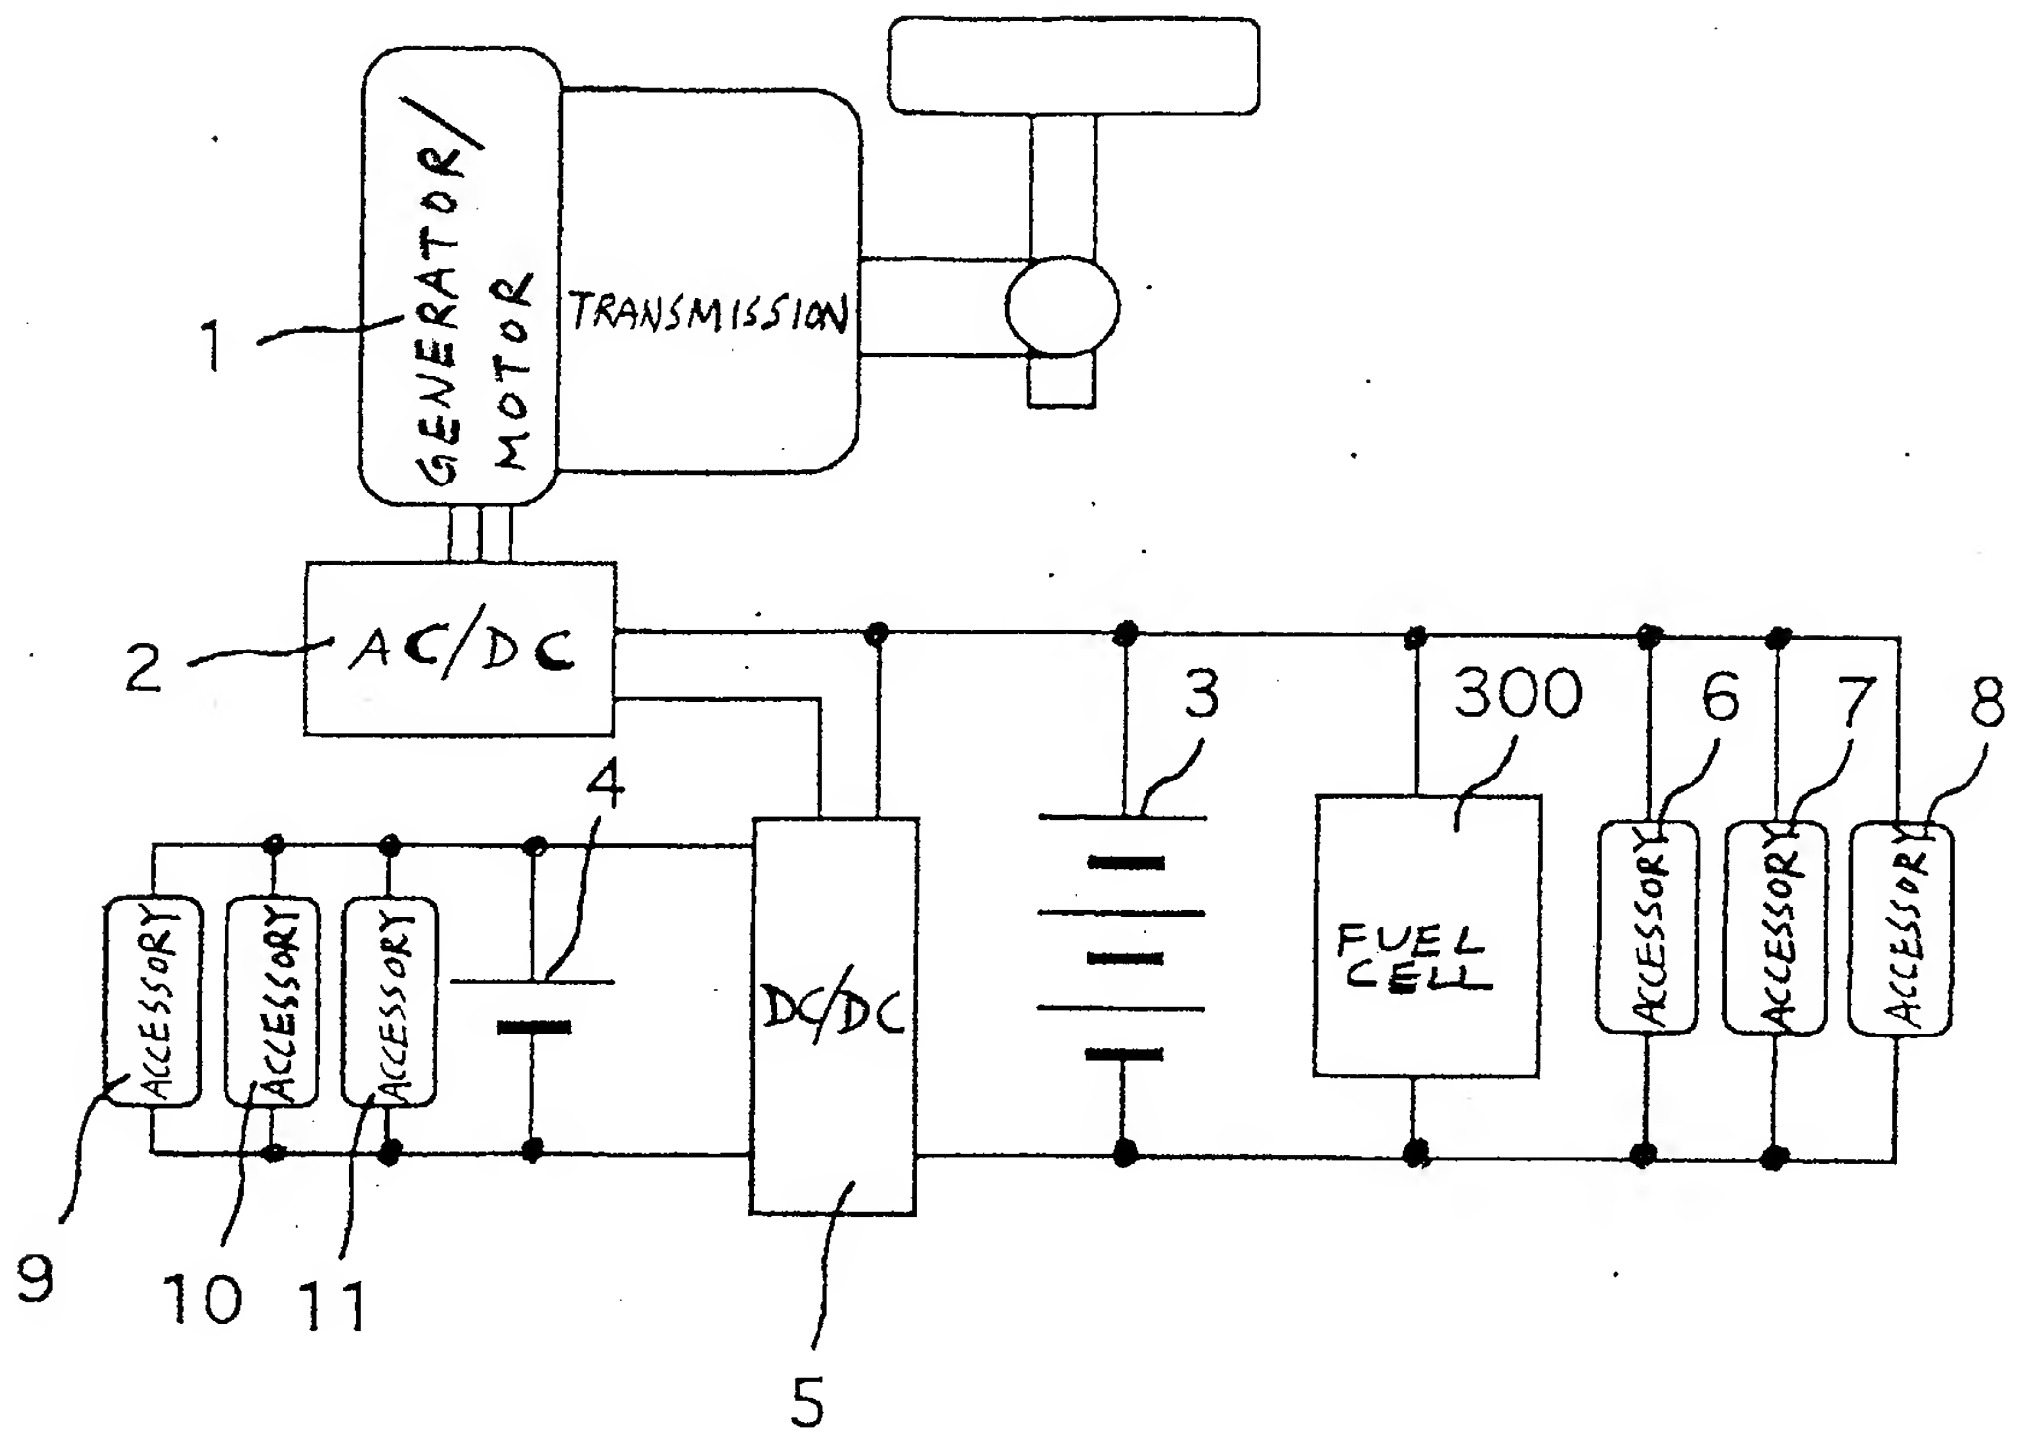 GENERATOR/
MOTOR
TRANSMISSION
1
2
AC/DC
3
300
6
7
8
4
ACCESSORY
ACCESSORY
ACCESSORY
DC/DC
FUEL
CELL
ACCESSORY
ACCESSORY
ACCESSORY
9
10
11
5